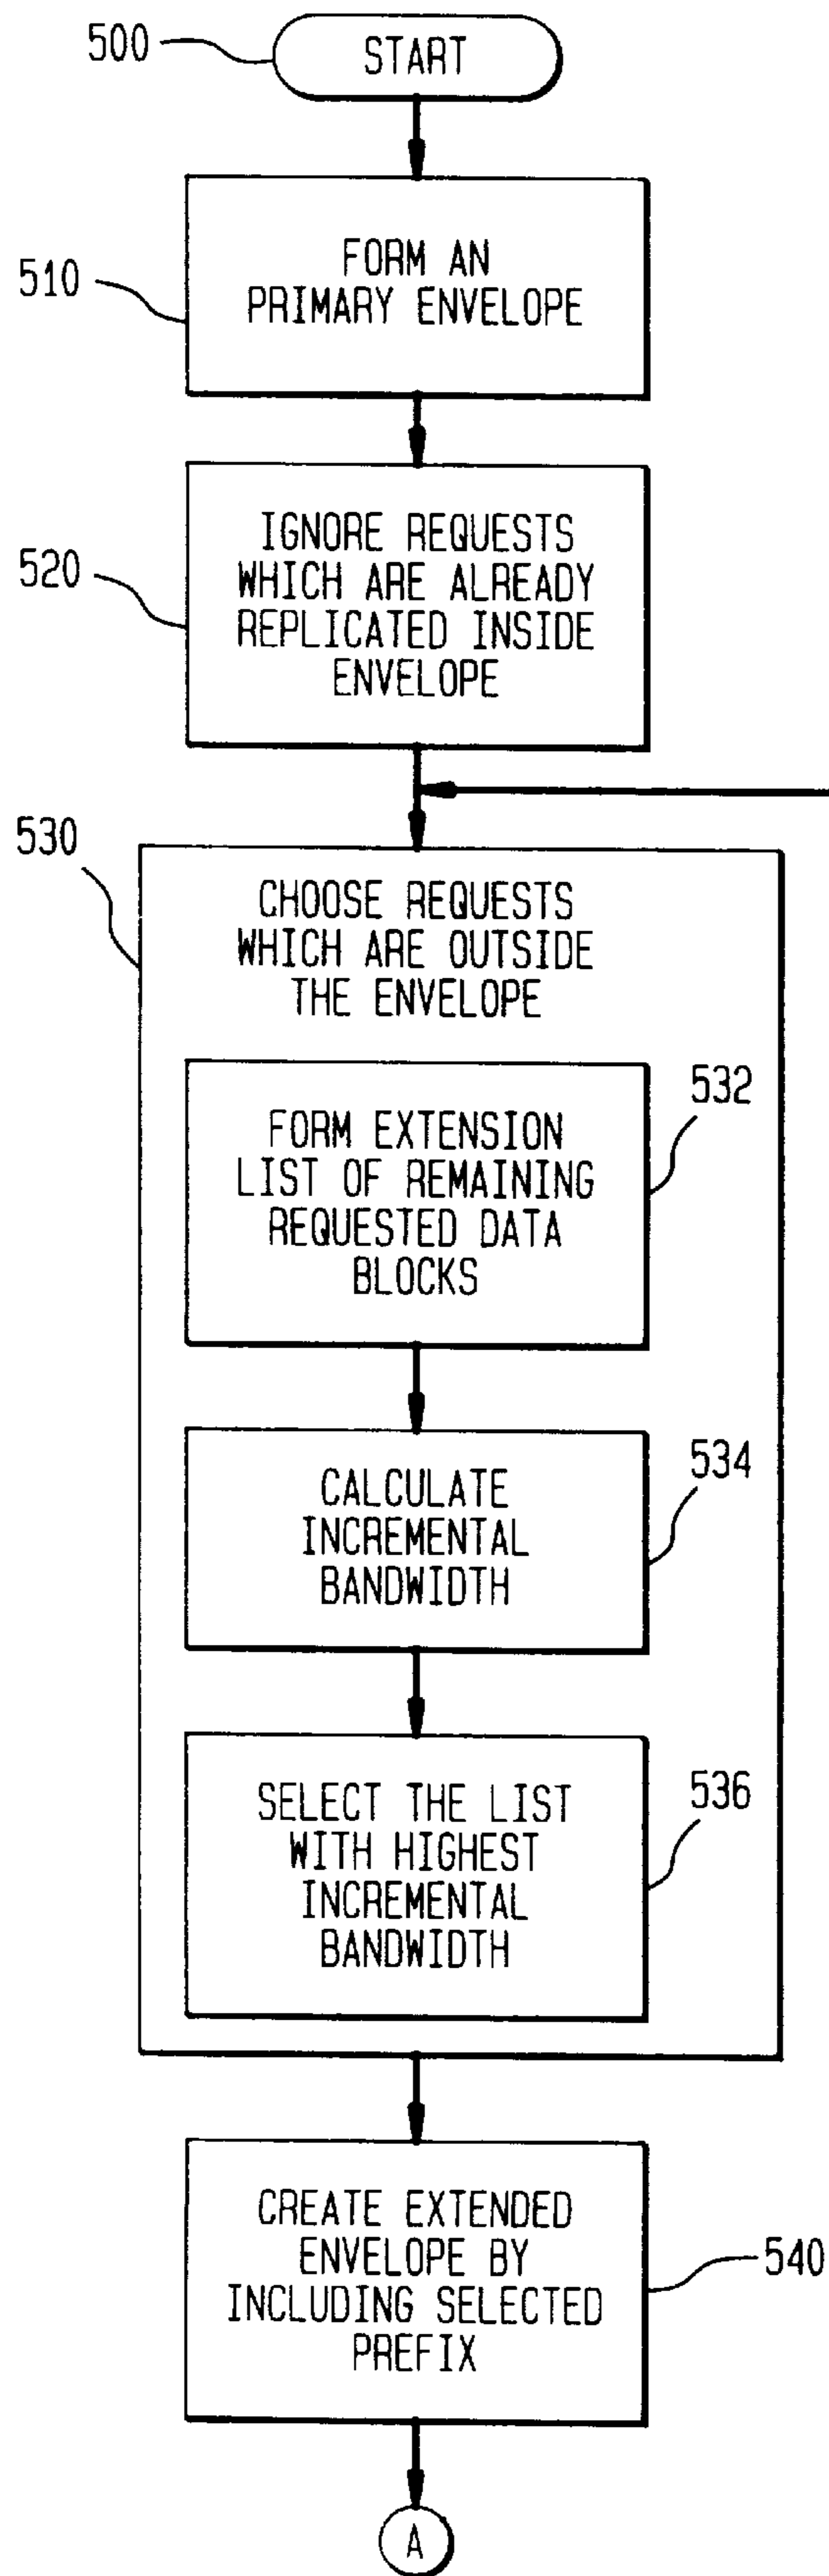 500
START
510
FORM AN
PRIMARY ENVELOPE
520
IGNORE REQUESTS
WHICH ARE ALREADY
REPLICATED INSIDE
ENVELOPE
530
CHOOSE REQUESTS
WHICH ARE OUTSIDE
THE ENVELOPE
532
FORM EXTENSION
LIST OF REMAINING
REQUESTED DATA
BLOCKS
534
CALCULATE
INCREMENTAL
BANDWIDTH
536
SELECT THE LIST
WITH HIGHEST
INCREMENTAL
BANDWIDTH
540
CREATE EXTENDED
ENVELOPE BY
INCLUDING SELECTED
PREFIX
A